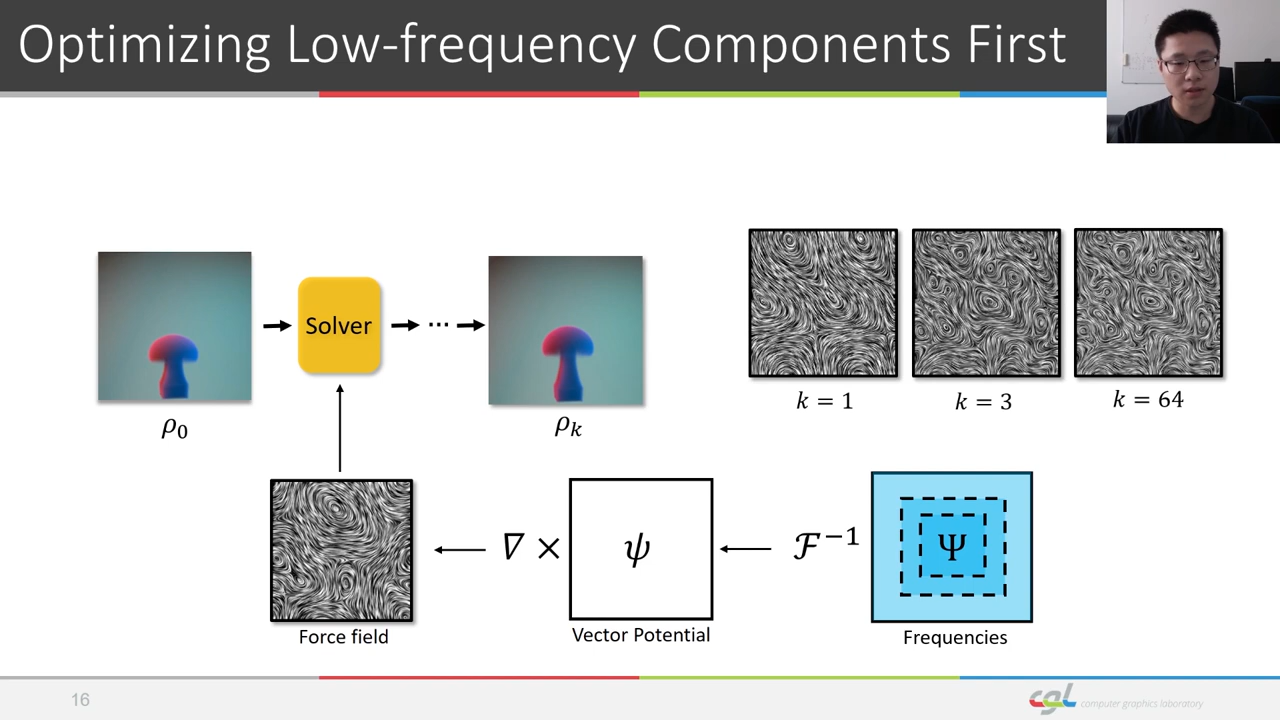 Optimizing Low-frequency Components First
Solver
...
ρ₀
ρₖ
k = 1
k = 3
k = 64
∇ ×
ψ
ℱ⁻¹
Ψ
Force field
Vector Potential
Frequencies
16
cgl computer graphics laboratory